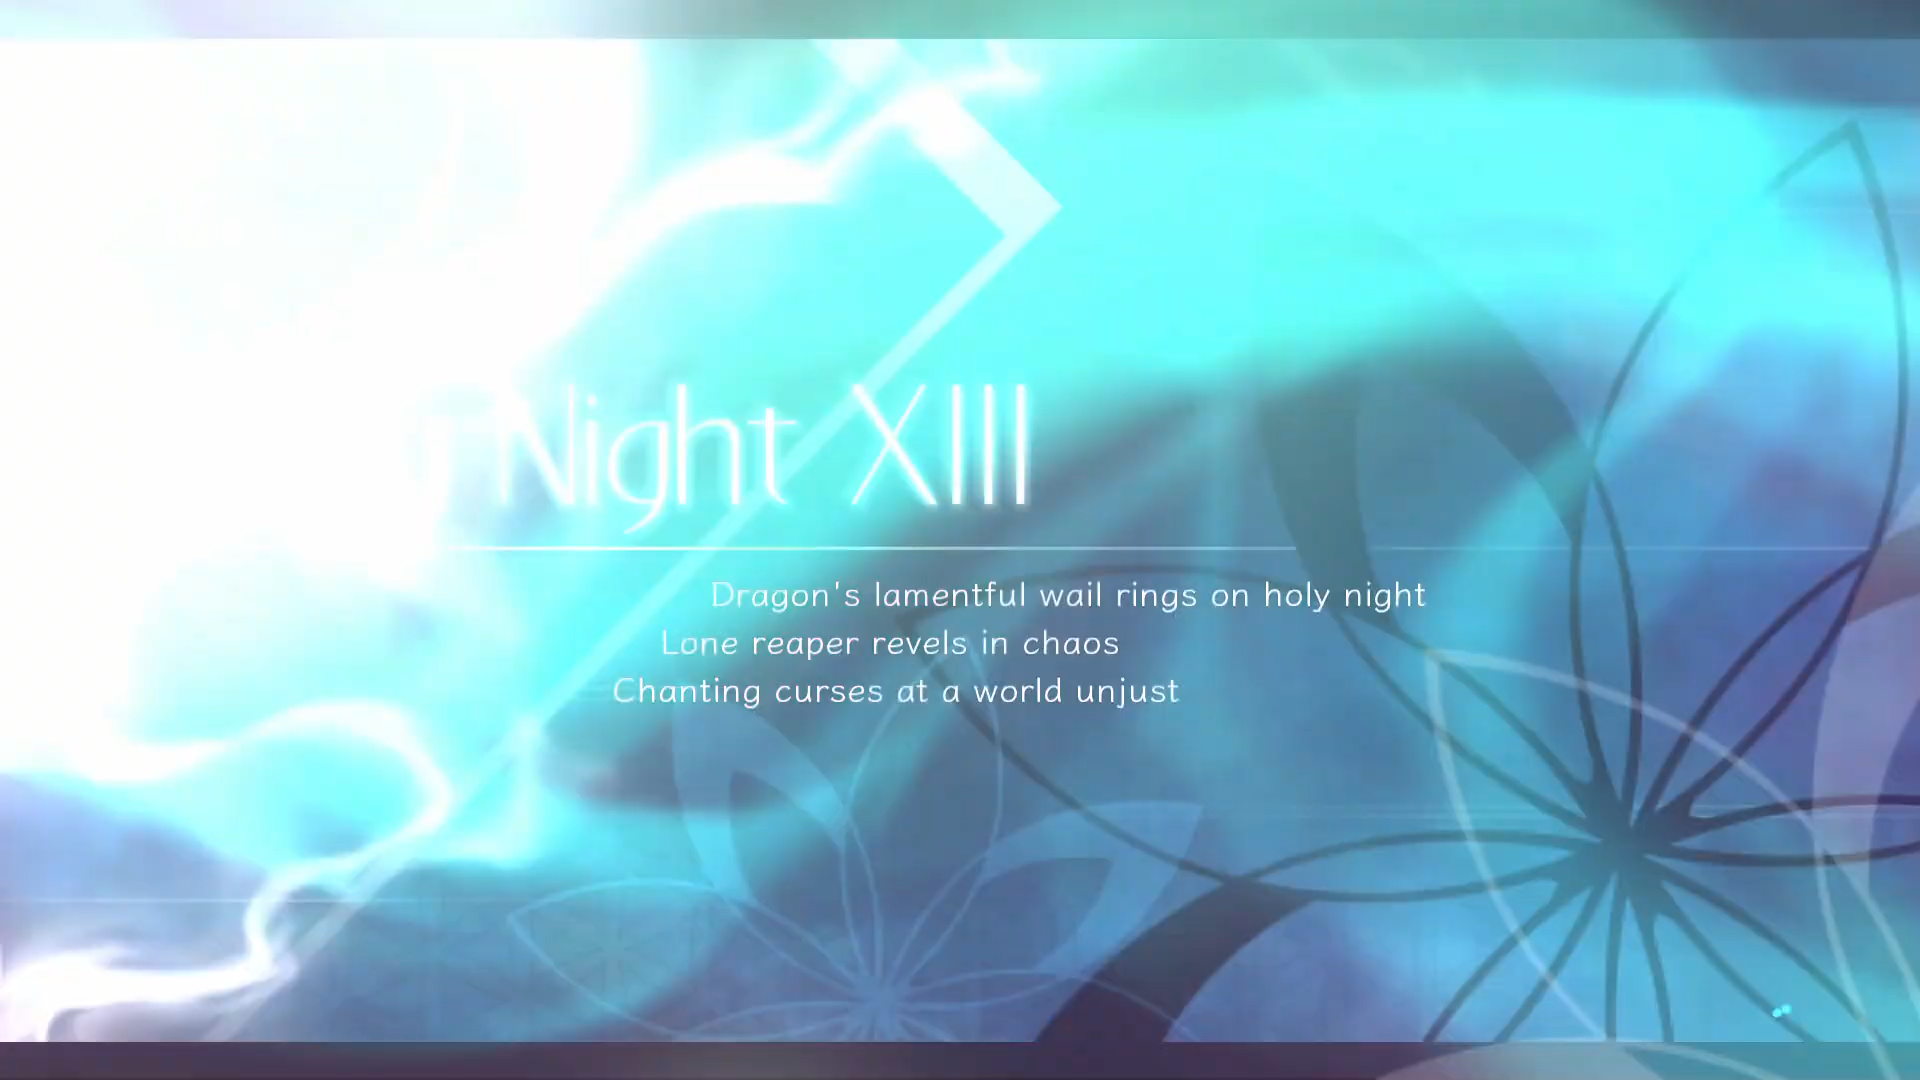 Night XIII
Dragon's lamentful wail rings on holy night
Lone reaper revels in chaos
Chanting curses at a world unjust